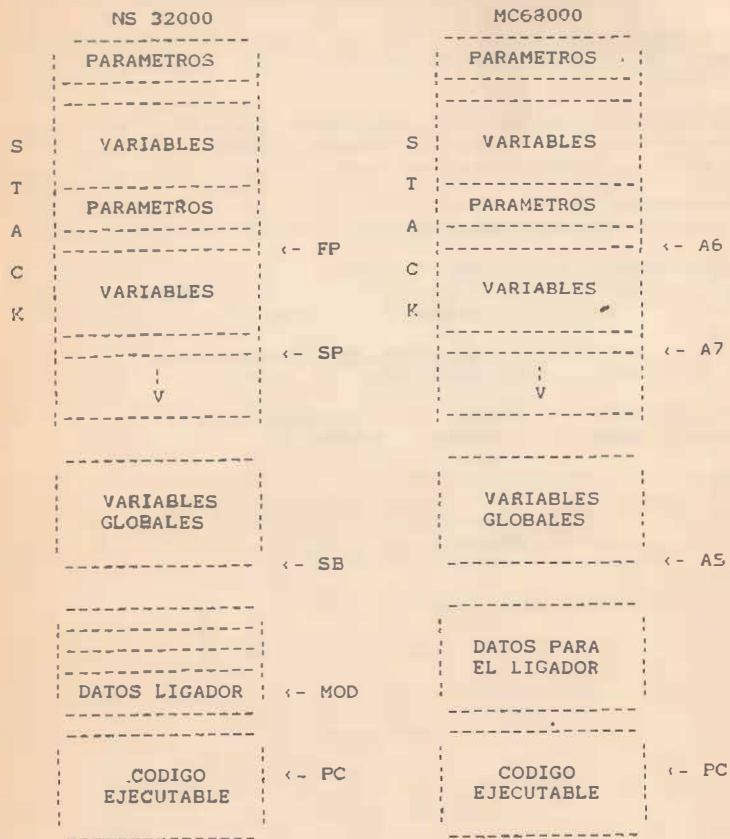 NS 32000
PARAMETROS
VARIABLES
PARAMETROS
<- FP
VARIABLES
<- SP
V
VARIABLES
GLOBALES
<- SB
DATOS LIGADOR <- MOD
CODIGO <- PC
EJECUTABLE
S
T
A
C
K
MC68000
PARAMETROS
VARIABLES
PARAMETROS
<- A6
VARIABLES
<- A7
V
VARIABLES
GLOBALES
<- A5
DATOS PARA
EL LIGADOR
CODIGO <- PC
EJECUTABLE
S
T
A
C
K